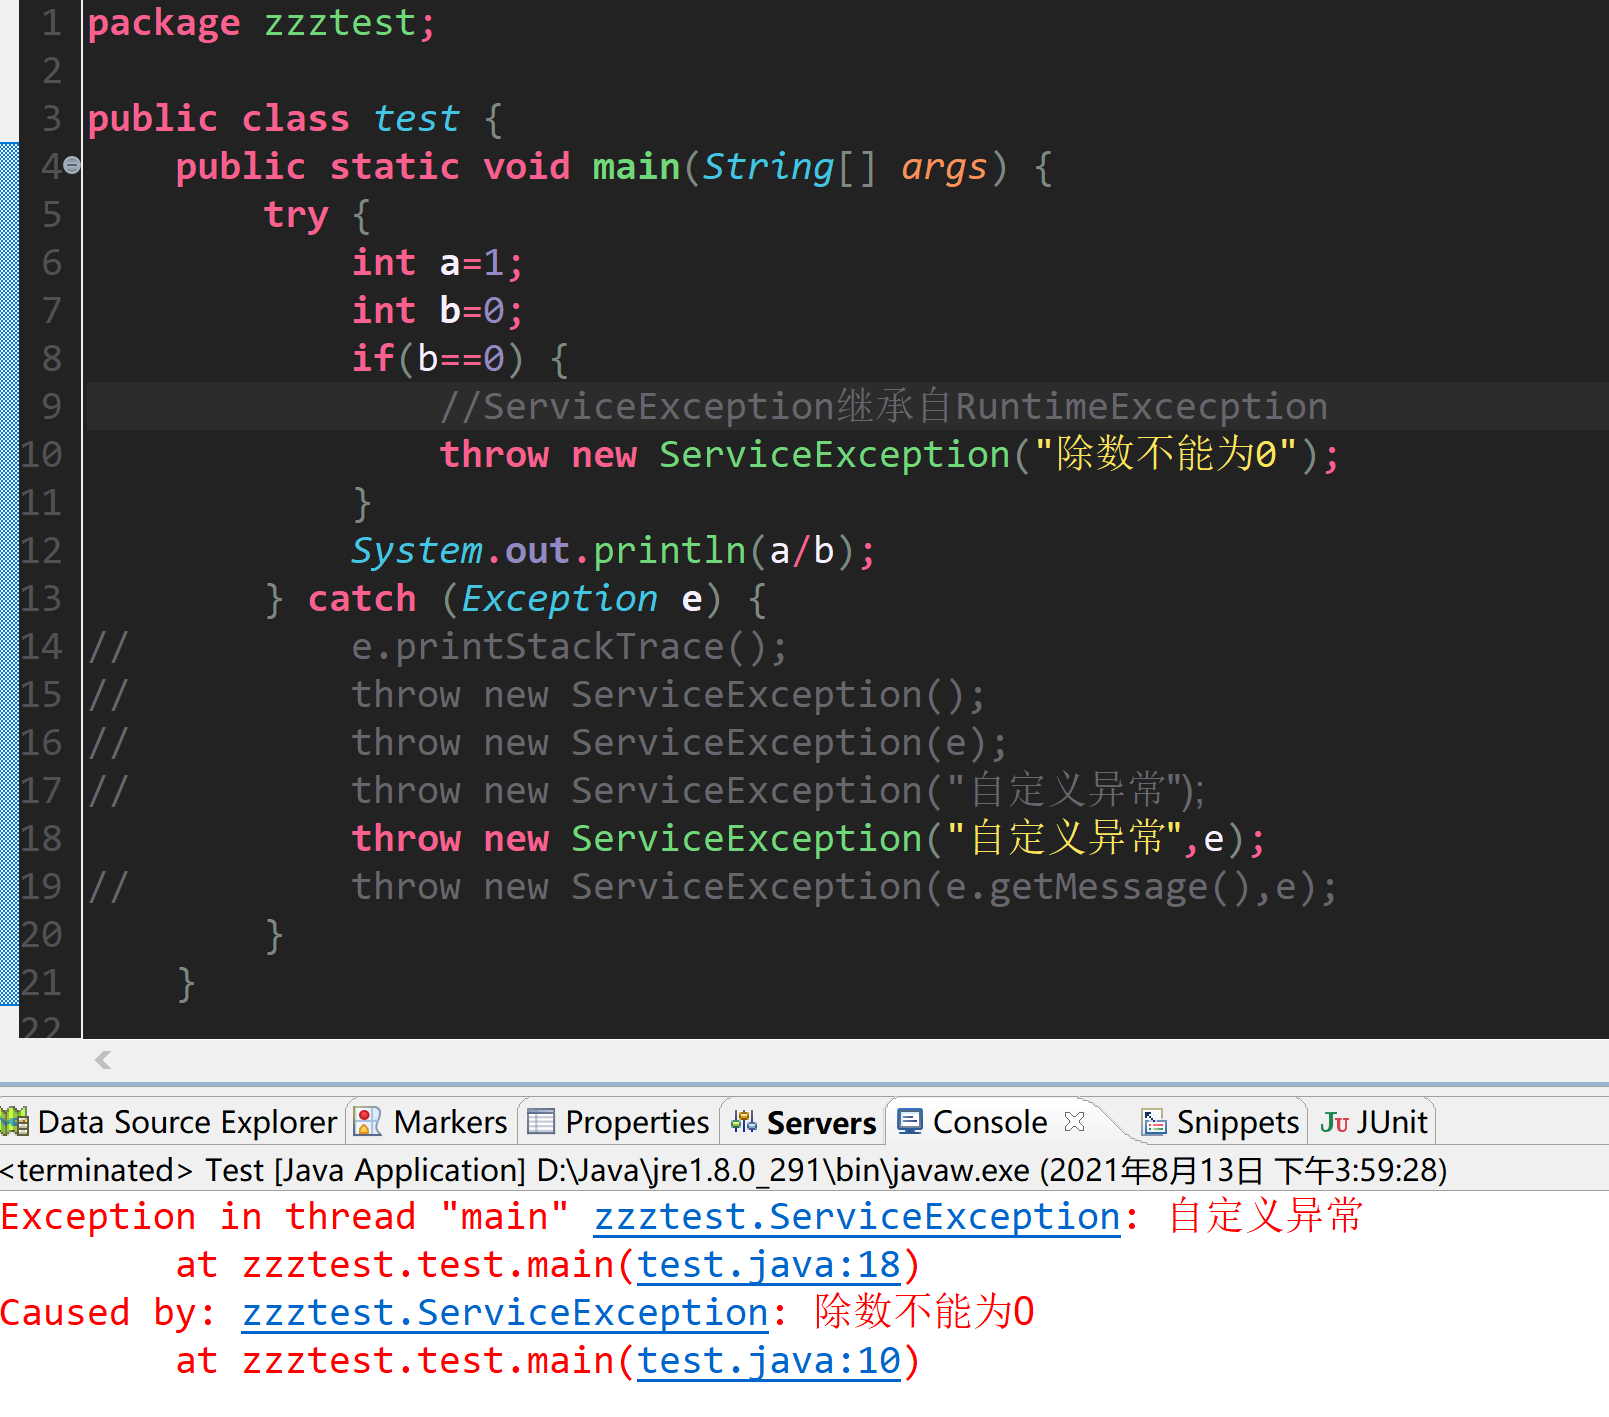 1 package zzztest;
2
3 public class test {
4 public static void main(String[] args) {
5 try {
6 int a=1;
7 int b=0;
8 if(b==0) {
9 //ServiceException继承自RuntimeExcecption
10 throw new ServiceException("除数不能为0");
11 }
12 System.out.println(a/b);
13 } catch (Exception e) {
14 // e.printStackTrace();
15 // throw new ServiceException();
16 // throw new ServiceException(e);
17 // throw new ServiceException("自定义异常");
18 throw new ServiceException("自定义异常",e);
19 // throw new ServiceException(e.getMessage(),e);
20 }
21 }
22
Data Source Explorer Markers Properties Servers Console Snippets JUnit
<terminated> Test [Java Application] D:\Java\jre1.8.0_291\bin\javaw.exe (2021年8月13日 下午3:59:28)
Exception in thread "main" zzztest.ServiceException: 自定义异常
at zzztest.test.main(test.java:18)
Caused by: zzztest.ServiceException: 除数不能为0
at zzztest.test.main(test.java:10)